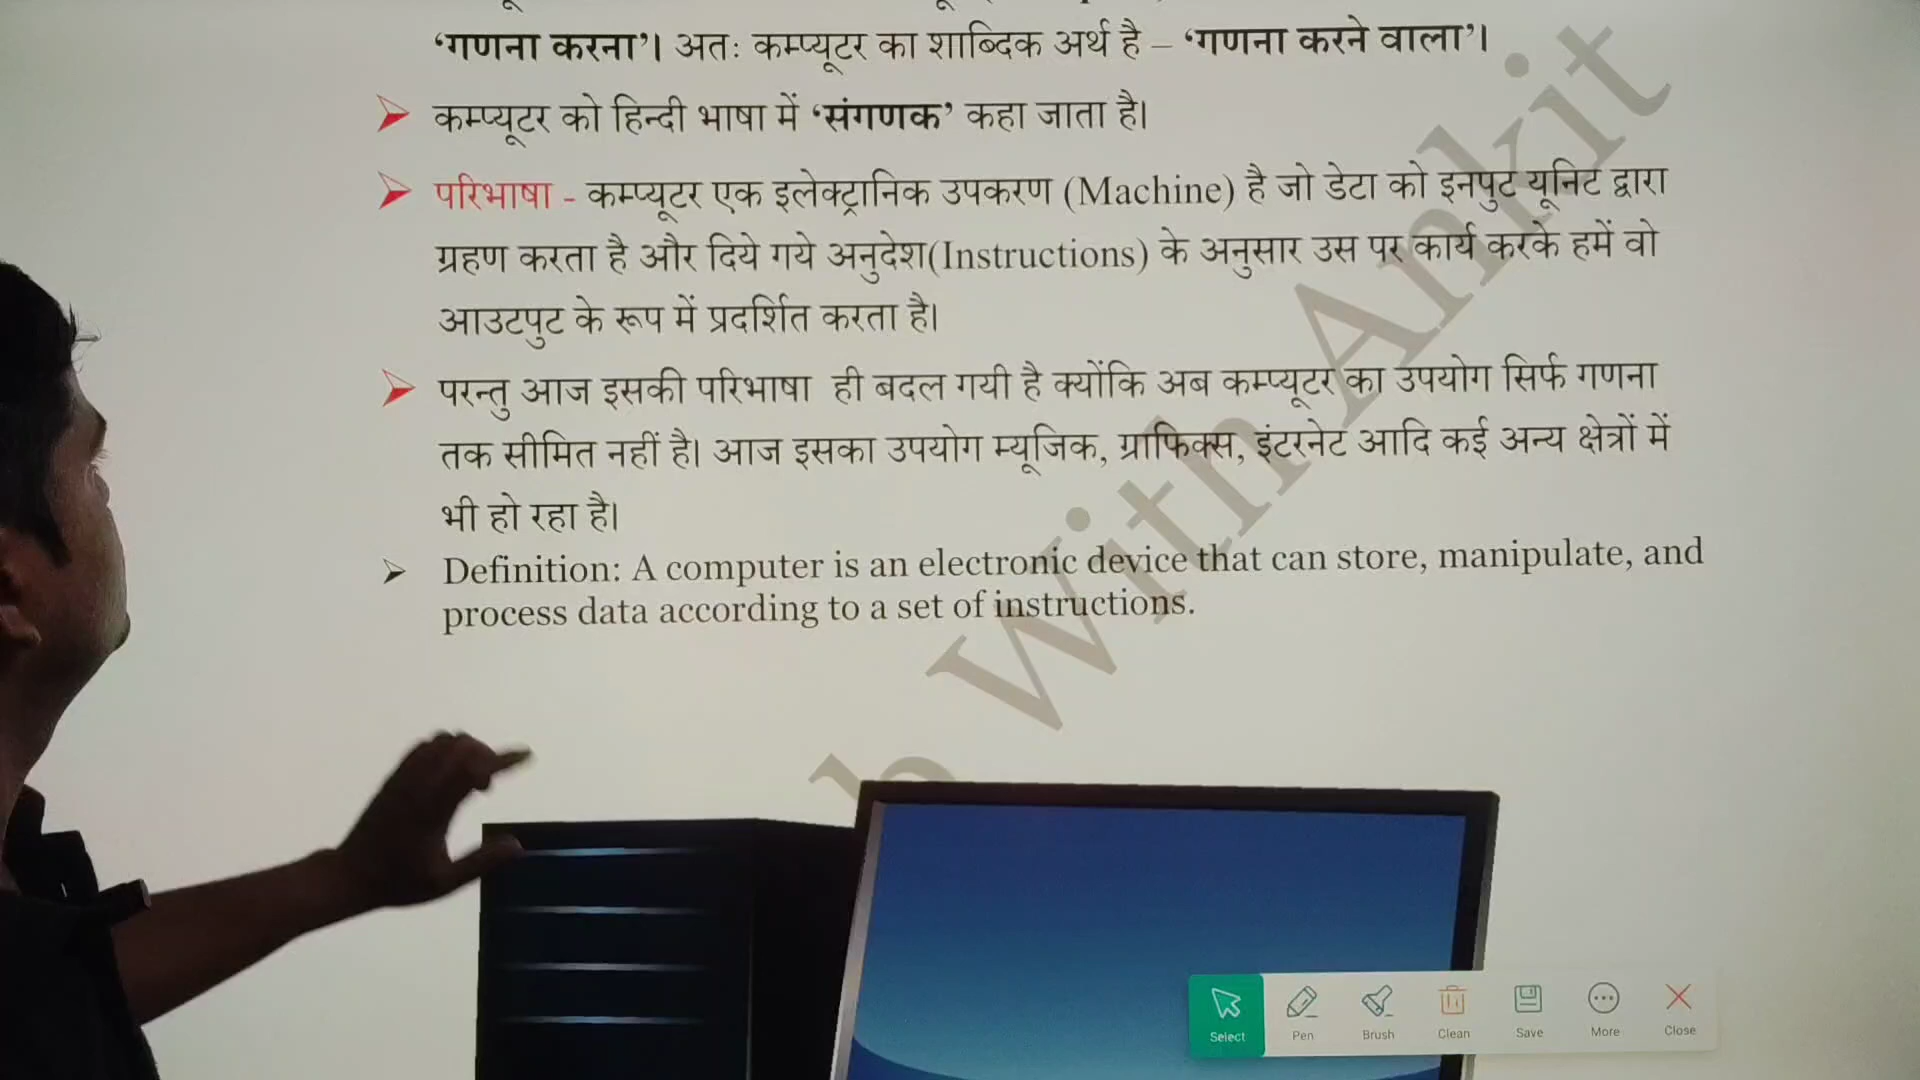 ‘गणना करना’। अतः कम्प्यूटर का शाब्दिक अर्थ है – ‘गणना करने वाला’।
➢ कम्प्यूटर को हिन्दी भाषा में ‘संगणक’ कहा जाता है।
➢ परिभाषा - कम्प्यूटर एक इलेक्ट्रानिक उपकरण (Machine) है जो डेटा को इनपुट यूनिट द्वारा
ग्रहण करता है और दिये गये अनुदेश(Instructions) के अनुसार उस पर कार्य करके हमें वो
आउटपुट के रूप में प्रदर्शित करता है।
➢ परन्तु आज इसकी परिभाषा ही बदल गयी है क्योंकि अब कम्प्यूटर का उपयोग सिर्फ गणना
तक सीमित नहीं है। आज इसका उपयोग म्यूजिक, ग्राफिक्स, इंटरनेट आदि कई अन्य क्षेत्रों में
भी हो रहा है।
➢ Definition: A computer is an electronic device that can store, manipulate, and
process data according to a set of instructions.
With Ankit
Select Pen Brush Clean Save More Close